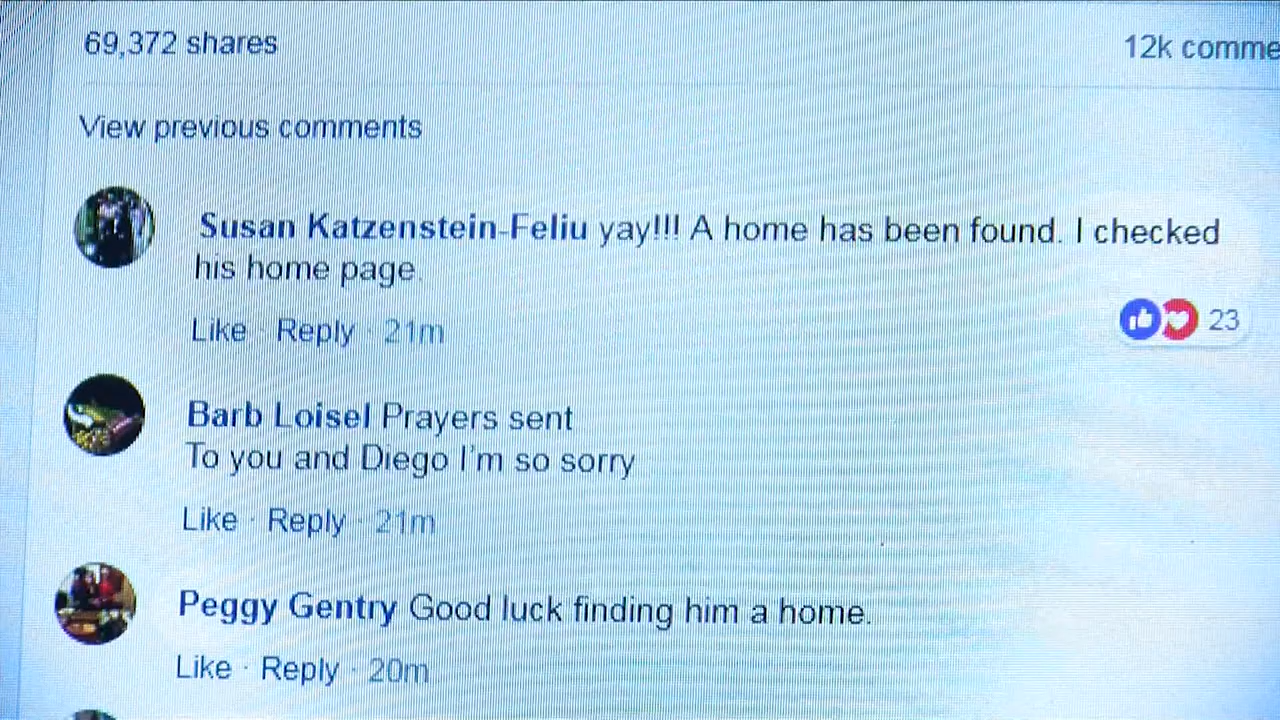 69,372 shares
12k comme
View previous comments
Susan Katzenstein-Feliu yay!!! A home has been found. I checked
his home page.
Like · Reply · 21m
23
Barb Loisel Prayers sent
To you and Diego I'm so sorry
Like · Reply · 21m
Peggy Gentry Good luck finding him a home.
Like · Reply · 20m